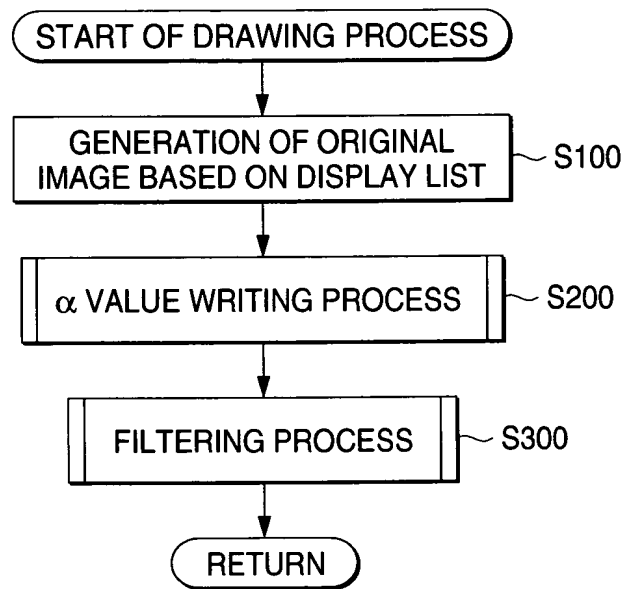 START OF DRAWING PROCESS
GENERATION OF ORIGINAL
IMAGE BASED ON DISPLAY LIST
S100
α VALUE WRITING PROCESS
S200
FILTERING PROCESS
S300
RETURN